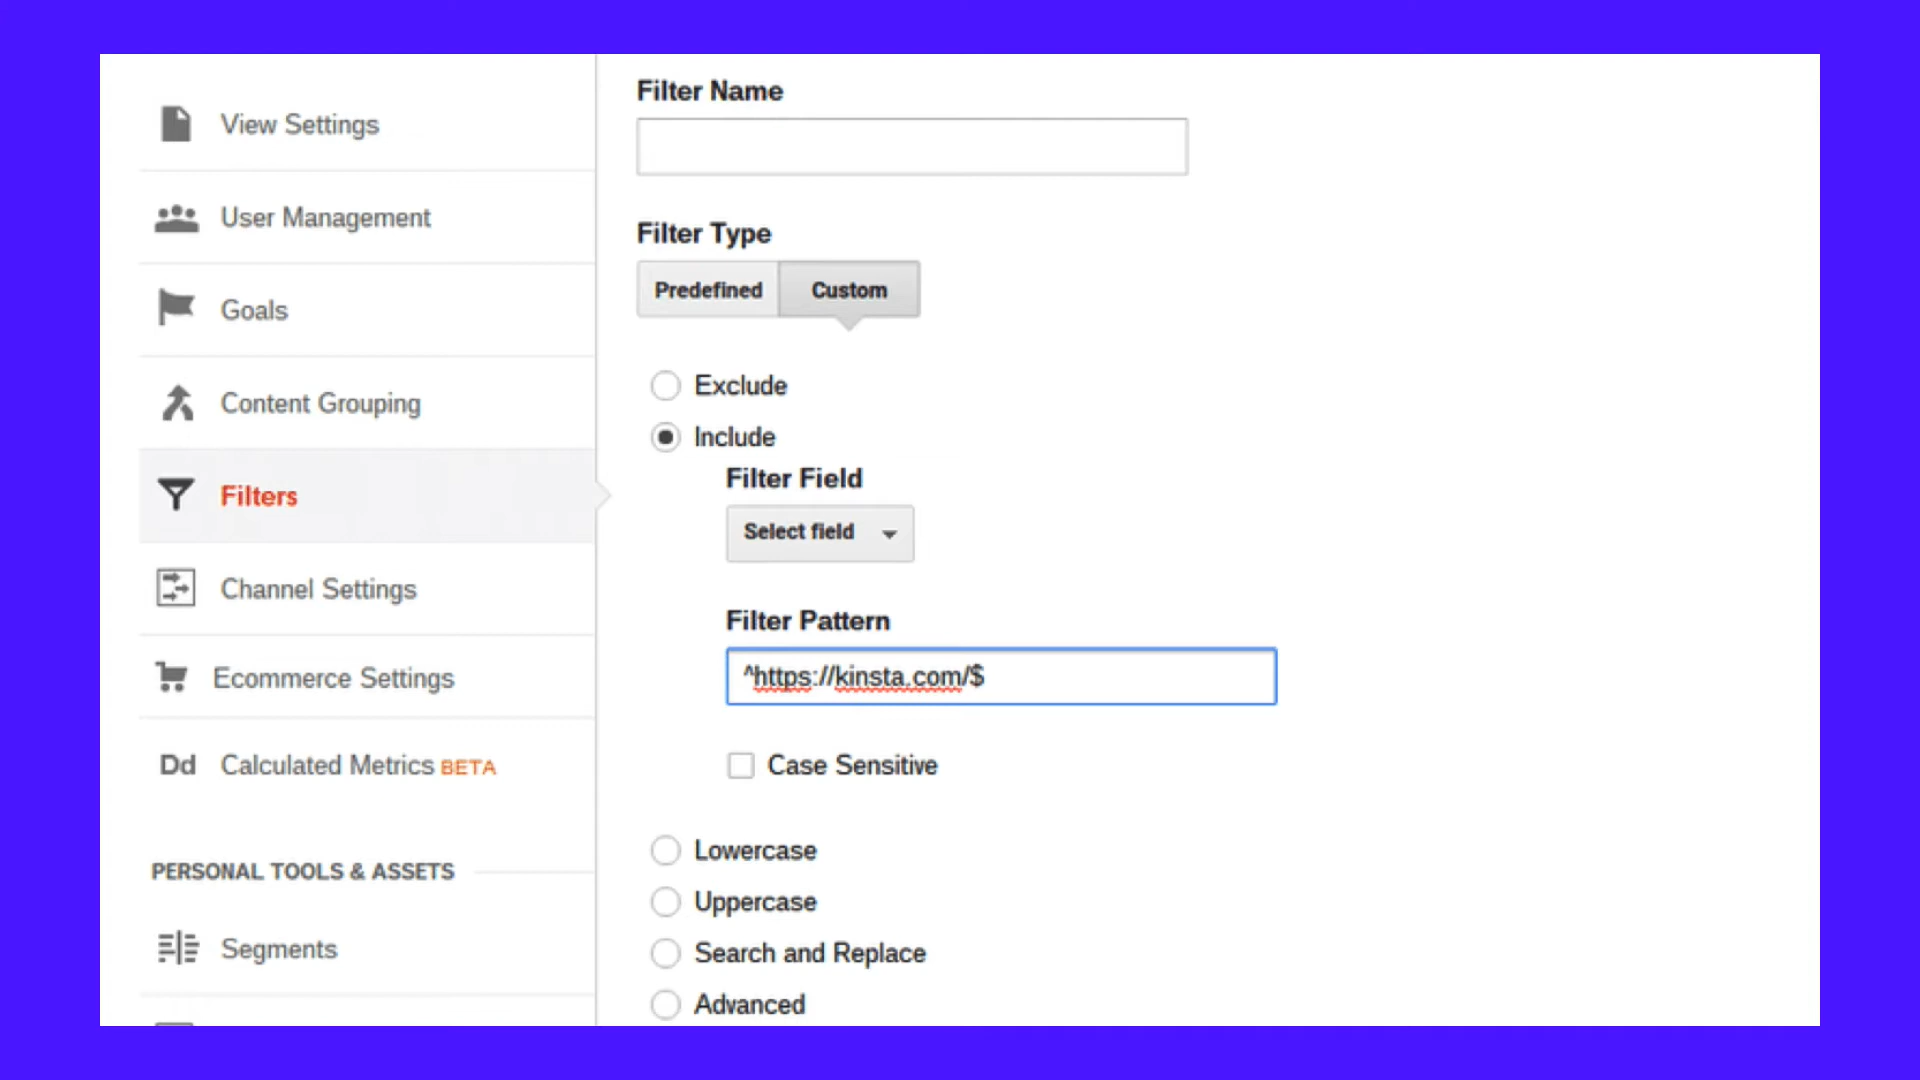 View Settings
User Management
Goals
Content Grouping
Filters
Channel Settings
Ecommerce Settings
Dd Calculated Metrics BETA
PERSONAL TOOLS & ASSETS
Segments
Filter Name
Filter Type
Predefined Custom
Exclude
Include
Filter Field
Select field
Filter Pattern
^https://kinsta.com/$
Case Sensitive
Lowercase
Uppercase
Search and Replace
Advanced